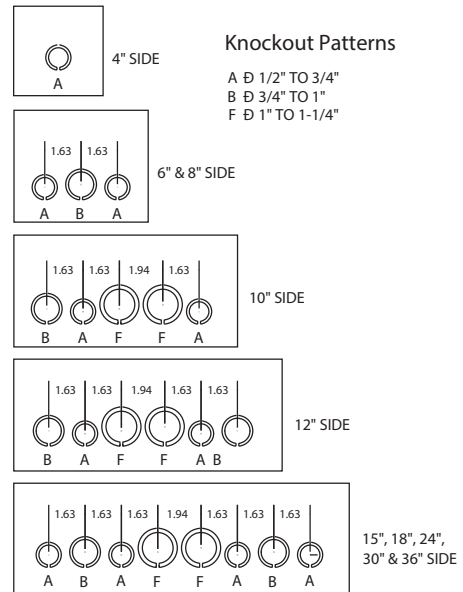 Knockout Patterns
A Ð 1/2" TO 3/4"
B Ð 3/4" TO 1"
F Ð 1" TO 1-1/4"
4" SIDE
A
1.63 1.63
6" & 8" SIDE
A B A
1.63 1.63 1.94 1.63
10" SIDE
B A F F A
1.63 1.63 1.94 1.63 1.63
12" SIDE
B A F F A B
1.63 1.63 1.63 1.94 1.63 1.63 1.63
15", 18", 24",
30" & 36" SIDE
A B A F F A B A